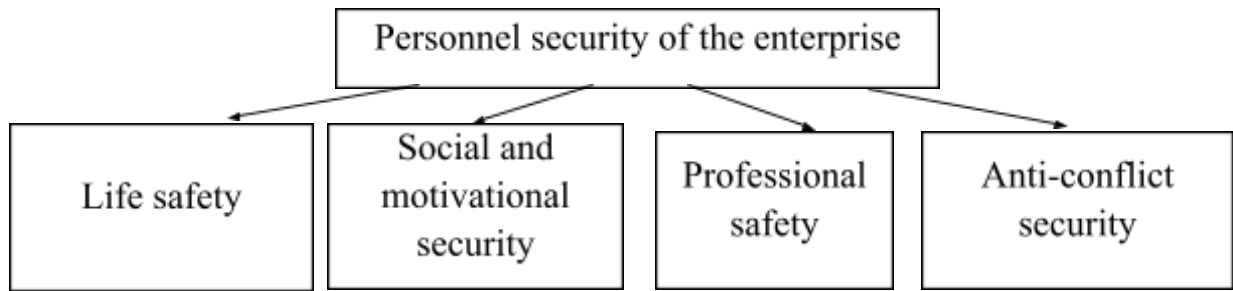 Personnel security of the enterprise
Life safety
Social and
motivational
security
Professional
safety
Anti-conflict
security